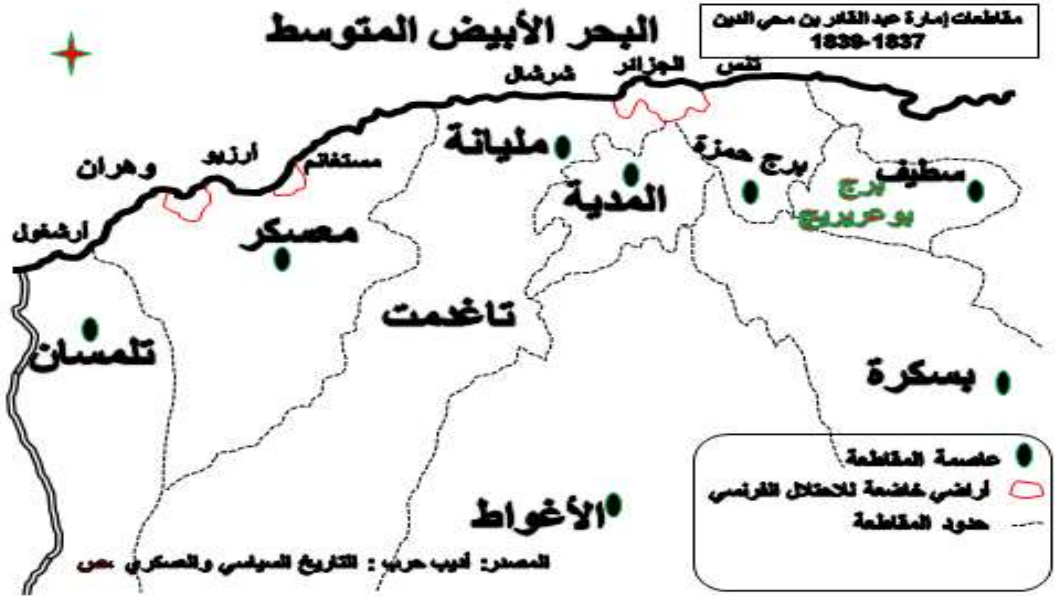 مقاطعات إمارة عبد القادر بن محي الدين
1837-1839
البحر الأبيض المتوسط
تنس
الجزائر
شرشال
مستغانم
أرزيو
وهران
أرشغول
مليانة
المدية
برج حمزة
سطيف
برج
بوعريريج
معسكر
تاغدمت
تلمسان
بسكرة
الأغواط
عاصمة المقاطعة
أراضي خاضعة للاحتلال الفرنسي
حدود المقاطعة
المصدر: أديب حرب : التاريخ السياسي والعسكري ص